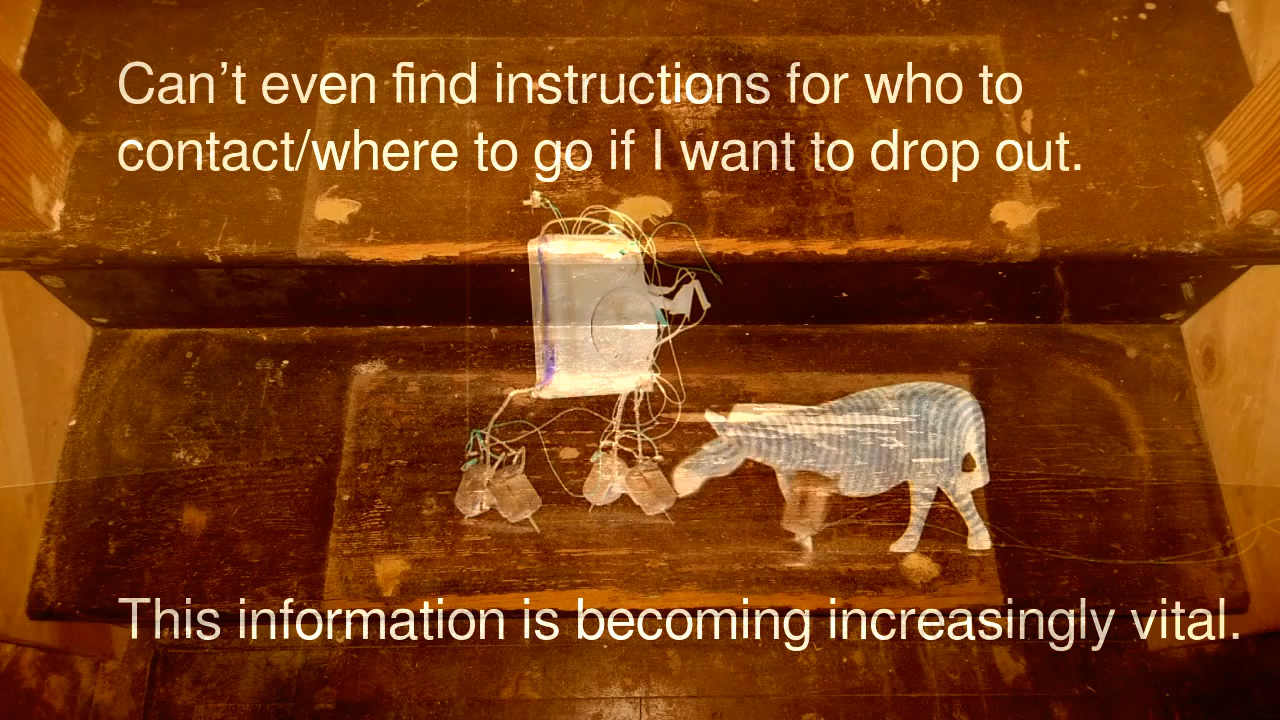 Can’t even find instructions for who to
contact/where to go if I want to drop out.
This information is becoming increasingly vital.